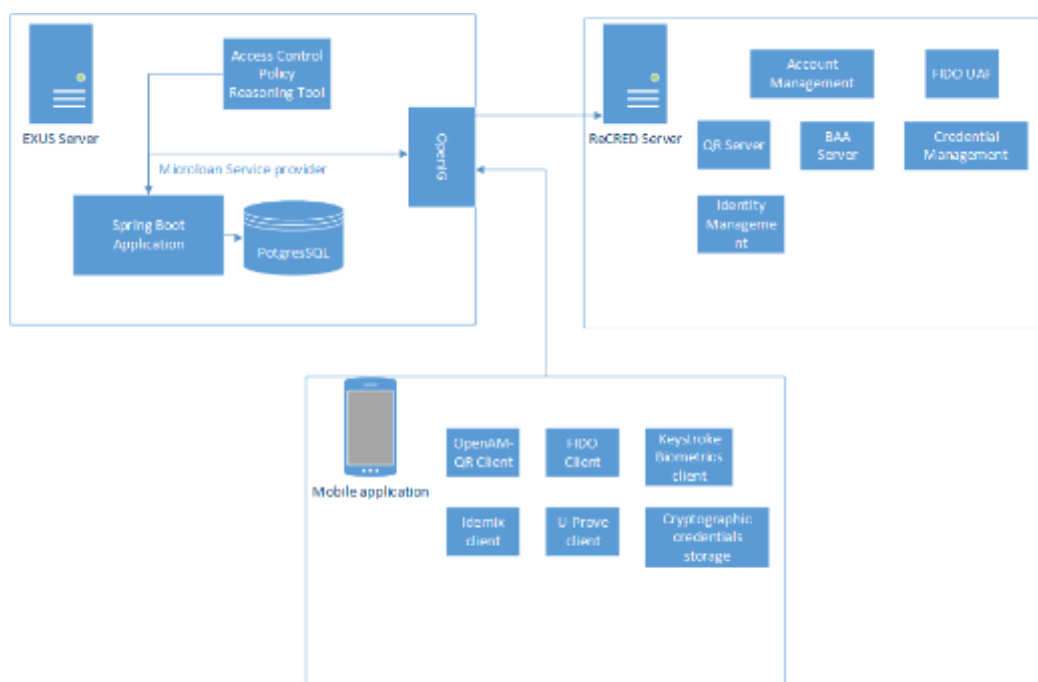 Access Control
Policy
Reasoning Tool
EXUS Server
OpenIG
Microloan Service provider
Spring Boot
Application
PotgresSQL
ReCRED Server
Account
Management
FIDO UAF
QR Server
BAA
Server
Credential
Management
Identity
Manageme
nt
Mobile application
OpenAM-
QR Client
FIDO
Client
Keystroke
Biometrics
client
Idemix
client
U-Prove
client
Cryptographic
credentials
storage